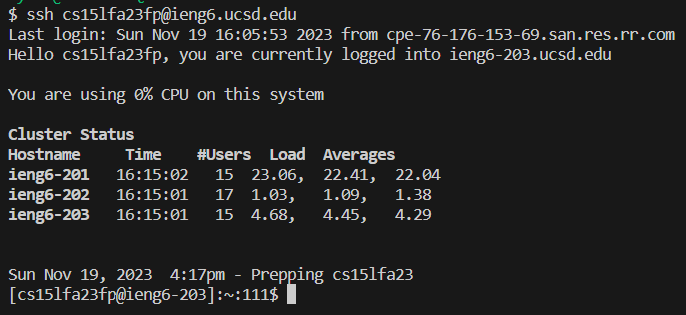 $ ssh cs15lfa23fp@ieng6.ucsd.edu
Last login: Sun Nov 19 16:05:53 2023 from cpe-76-176-153-69.san.res.rr.com
Hello cs15lfa23fp, you are currently logged into ieng6-203.ucsd.edu
You are using 0% CPU on this system
Cluster Status
Hostname     Time    #Users  Load  Averages
ieng6-201   16:15:02   15  23.06,  22.41,  22.04
ieng6-202   16:15:01   17  1.03,   1.09,   1.38
ieng6-203   16:15:01   15  4.68,   4.45,   4.29
Sun Nov 19, 2023  4:17pm - Prepping cs15lfa23
[cs15lfa23fp@ieng6-203]:~:111$